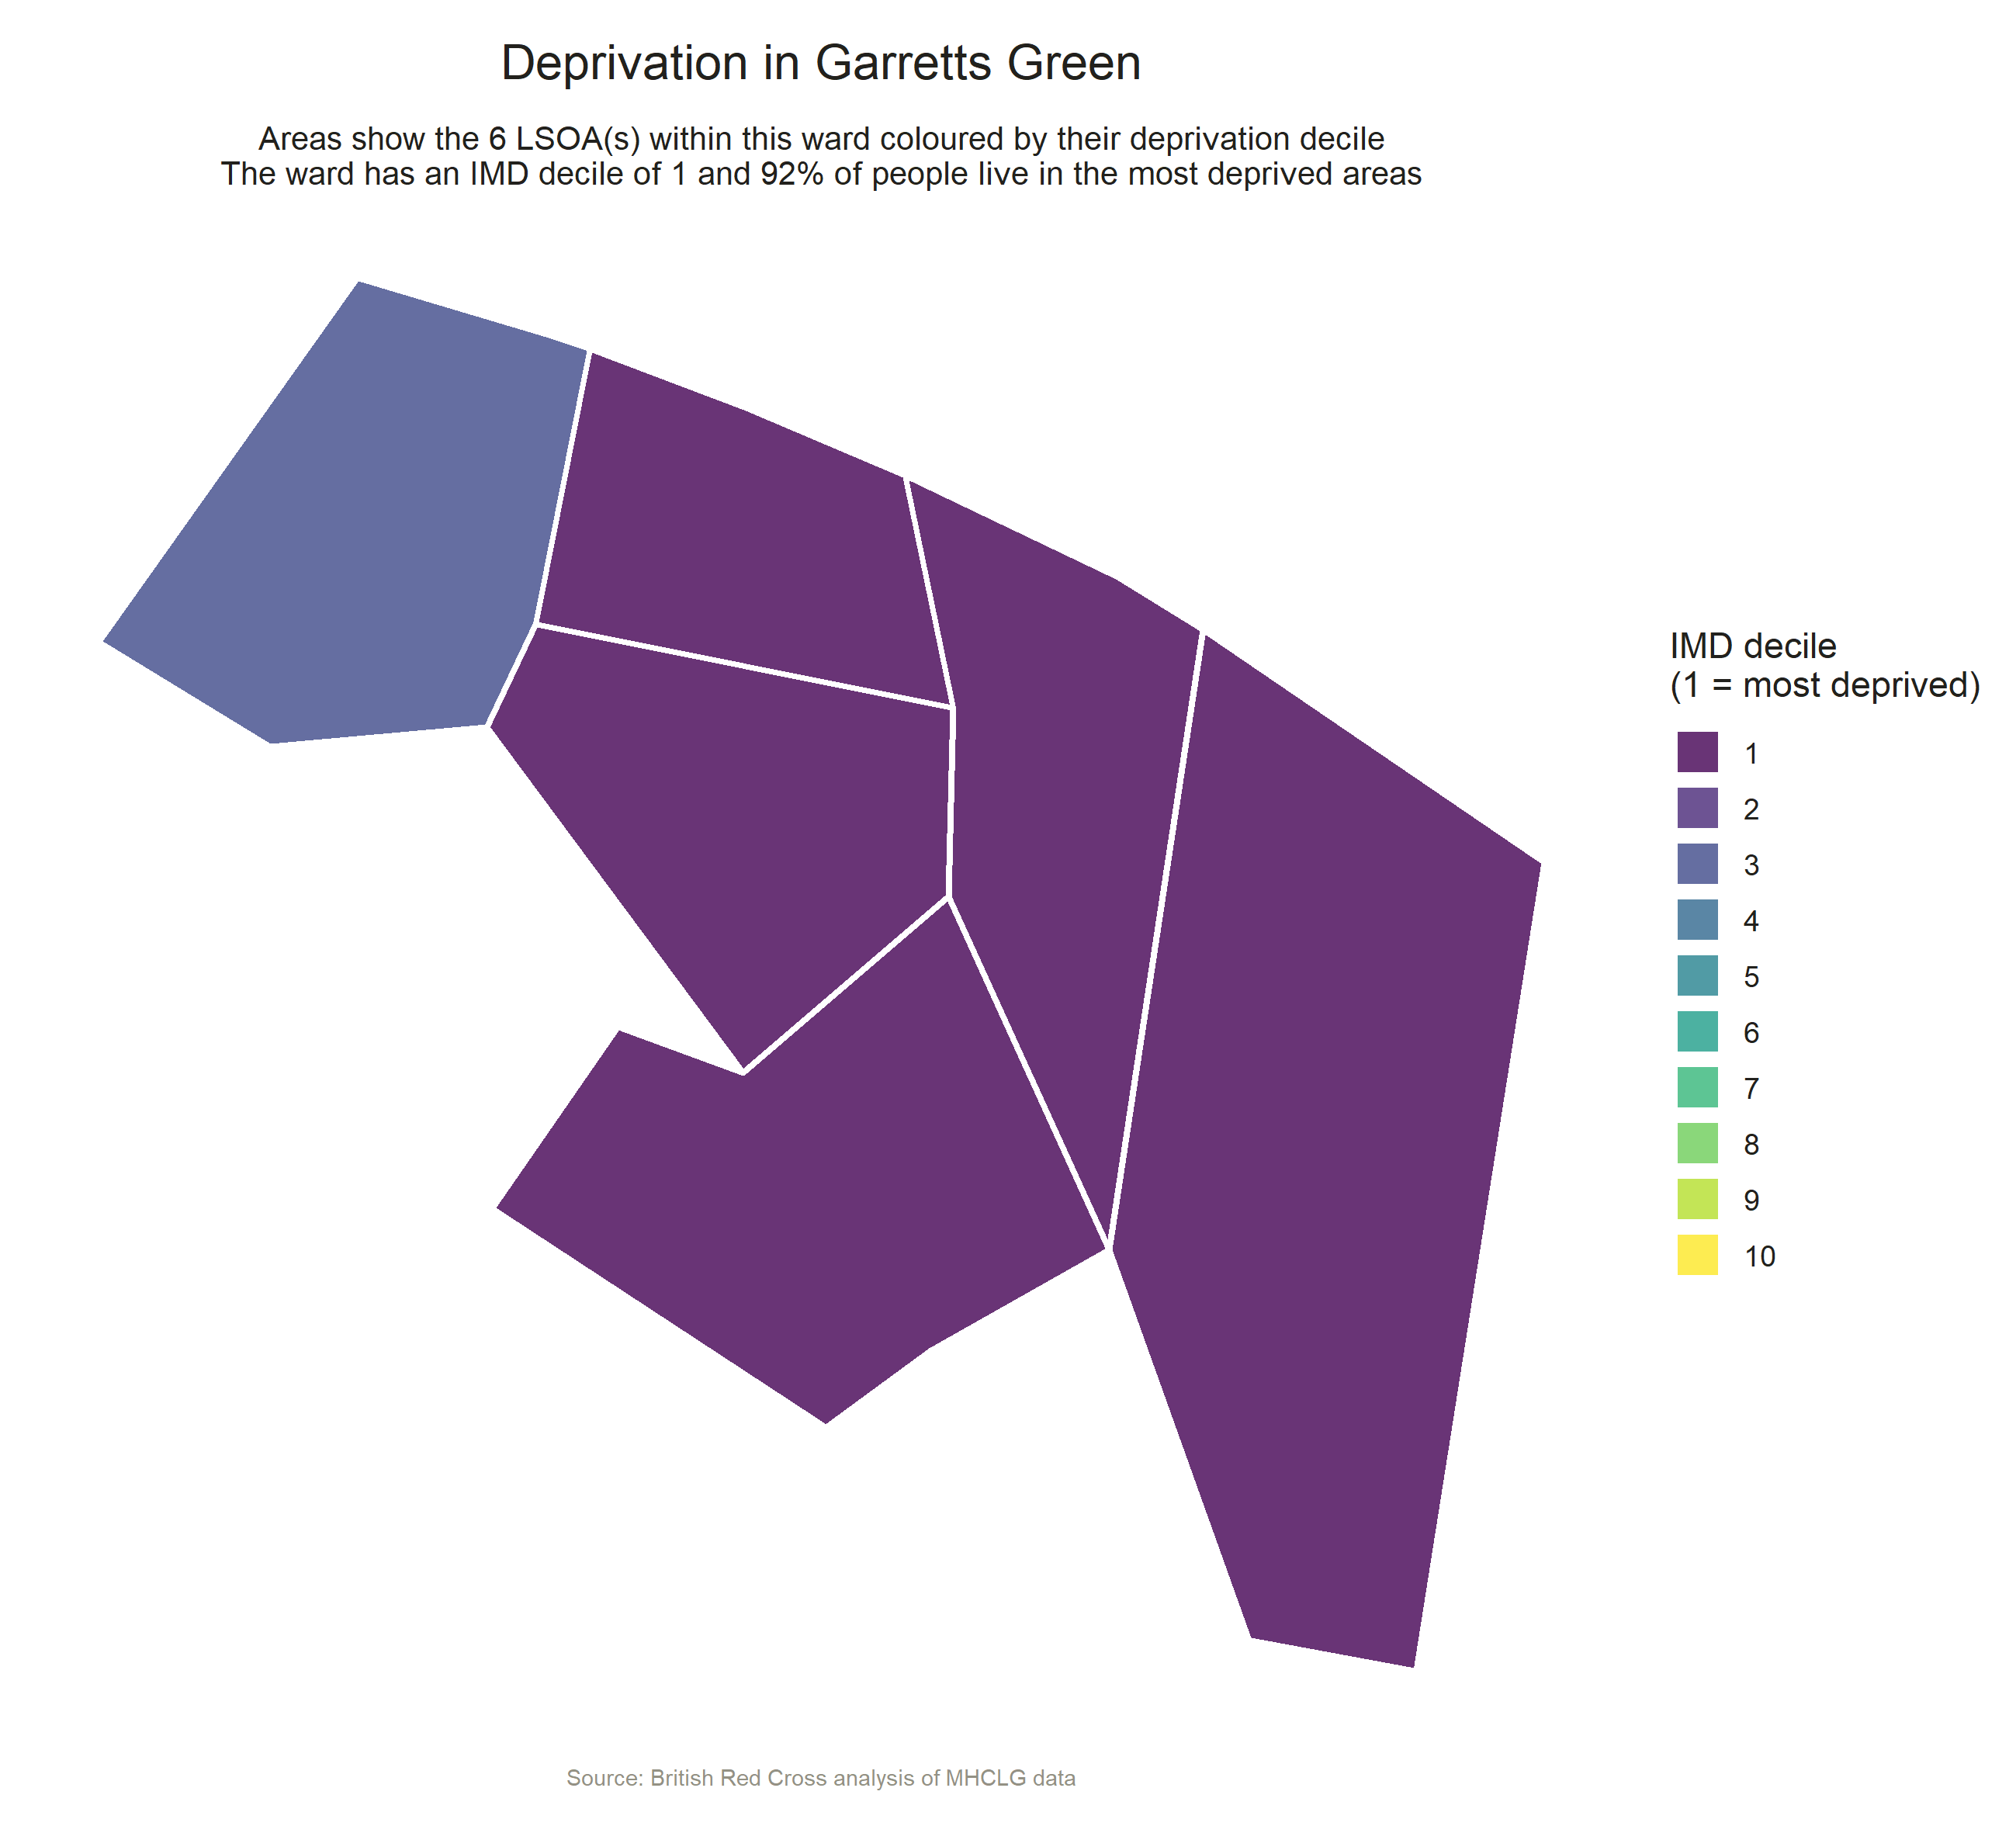 Deprivation in Garretts Green
Areas show the 6 LSOA(s) within this ward coloured by their deprivation decile
The ward has an IMD decile of 1 and 92% of people live in the most deprived areas
IMD decile
(1 = most deprived)
1
2
3
4
5
6
7
8
9
10
Source: British Red Cross analysis of MHCLG data